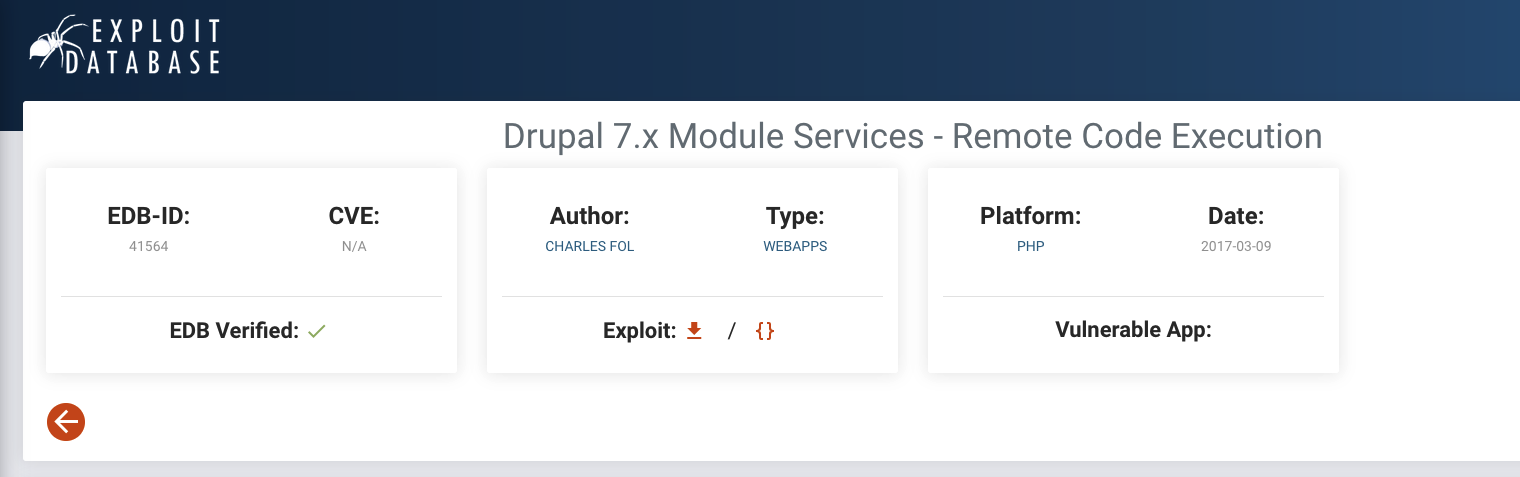 EXPLOIT
DATABASE
Drupal 7.x Module Services - Remote Code Execution
EDB-ID:
41564
CVE:
N/A
EDB Verified:
Author:
CHARLES FOL
Type:
WEBAPPS
Exploit: / {}
Platform:
PHP
Date:
2017-03-09
Vulnerable App: